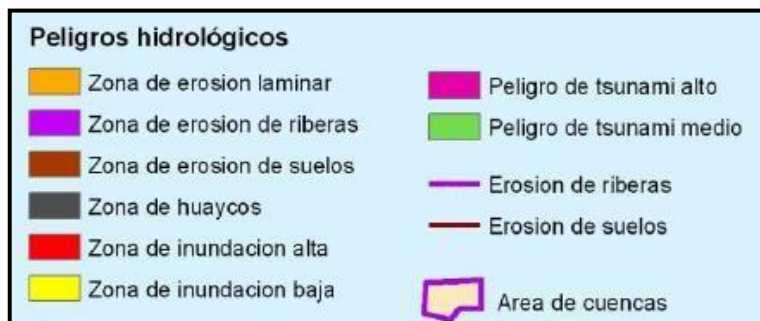 Peligros hidrológicos
Zona de erosion laminar
Zona de erosion de riberas
Zona de erosion de suelos
Zona de huaycos
Zona de inundacion alta
Zona de inundacion baja
Peligro de tsunami alto
Peligro de tsunami medio
Erosion de riberas
Erosion de suelos
Area de cuencas